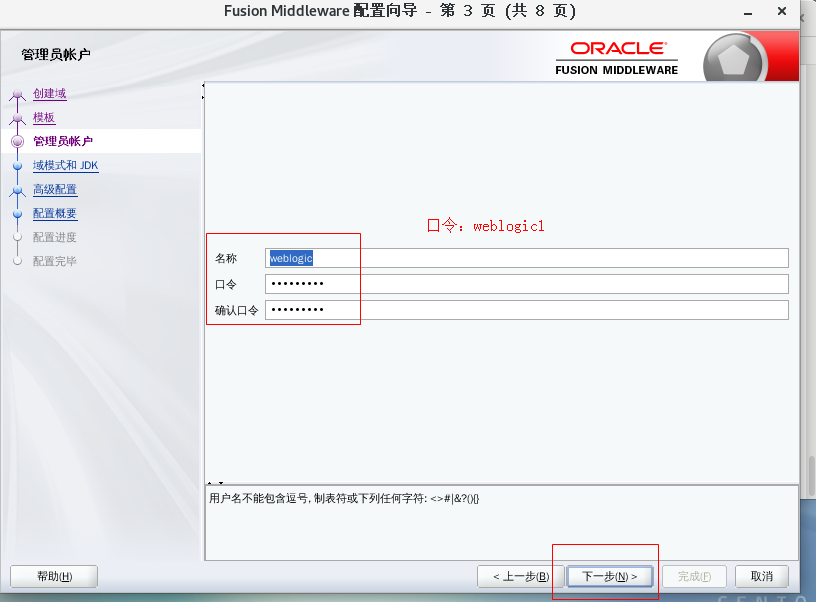 Fusion Middleware 配置向导 - 第 3 页 (共 8 页)
管理员帐户
ORACLE
FUSION MIDDLEWARE
创建域
模板
管理员帐户
域模式和 JDK
高级配置
配置概要
配置进度
配置完毕
口令：weblogic1
名称 weblogic
口令 •••••••••
确认口令 •••••••••
用户名不能包含逗号, 制表符或下列任何字符: <>#|&?(){}
帮助(H)
< 上一步(B)
下一步(N) >
完成(F)
取消
CENTO